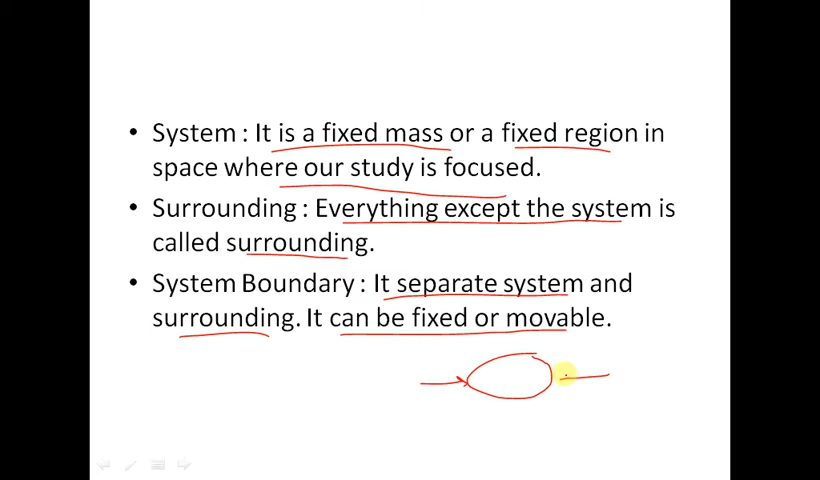 • System : It is a fixed mass or a fixed region in
space where our study is focused.
• Surrounding : Everything except the system is
called surrounding.
• System Boundary : It separate system and
surrounding. It can be fixed or movable.